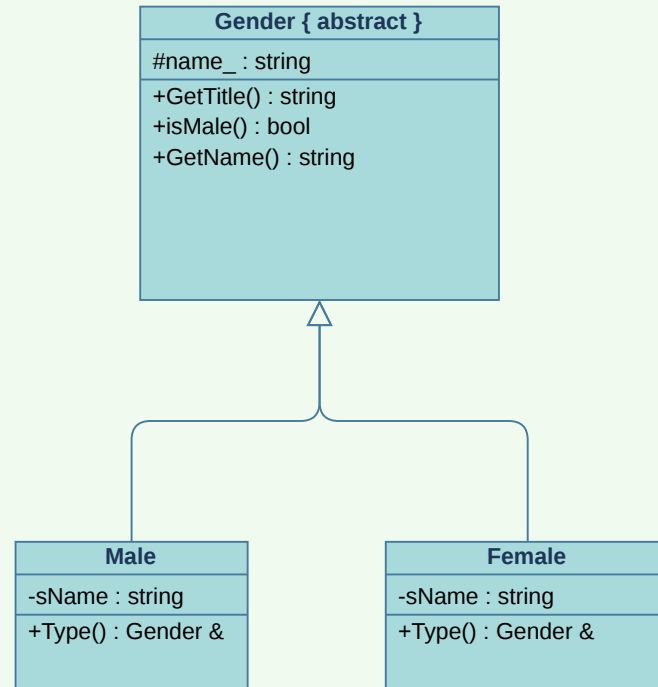 Gender { abstract }
#name_ : string
+GetTitle() : string
+isMale() : bool
+GetName() : string
Male
-sName : string
+Type() : Gender &
Female
-sName : string
+Type() : Gender &